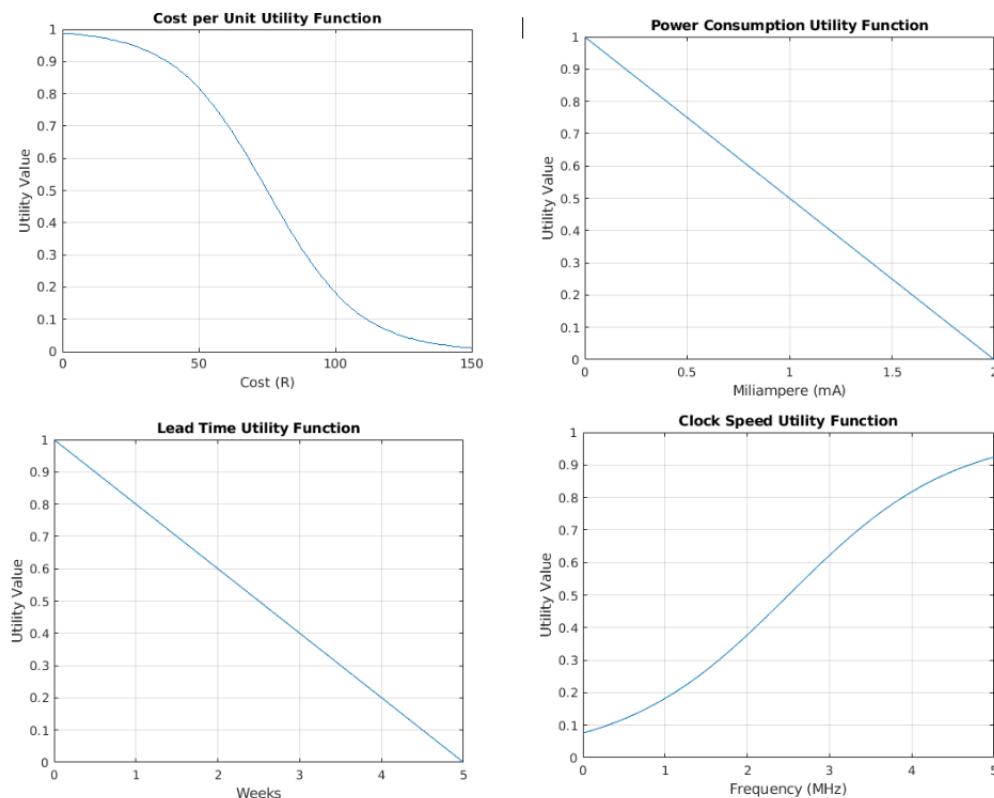 Cost per Unit Utility Function
1
0.9
0.8
0.7
0.6
0.5
0.4
0.3
0.2
0.1
0
Utility Value
0 50 100 150
Cost (R)
Power Consumption Utility Function
1
0.9
0.8
0.7
0.6
0.5
0.4
0.3
0.2
0.1
0
Utility Value
0 0.5 1 1.5 2
Miliampere (mA)
Lead Time Utility Function
1
0.9
0.8
0.7
0.6
0.5
0.4
0.3
0.2
0.1
0
Utility Value
0 1 2 3 4 5
Weeks
Clock Speed Utility Function
1
0.9
0.8
0.7
0.6
0.5
0.4
0.3
0.2
0.1
0
Utility Value
0 1 2 3 4 5
Frequency (MHz)